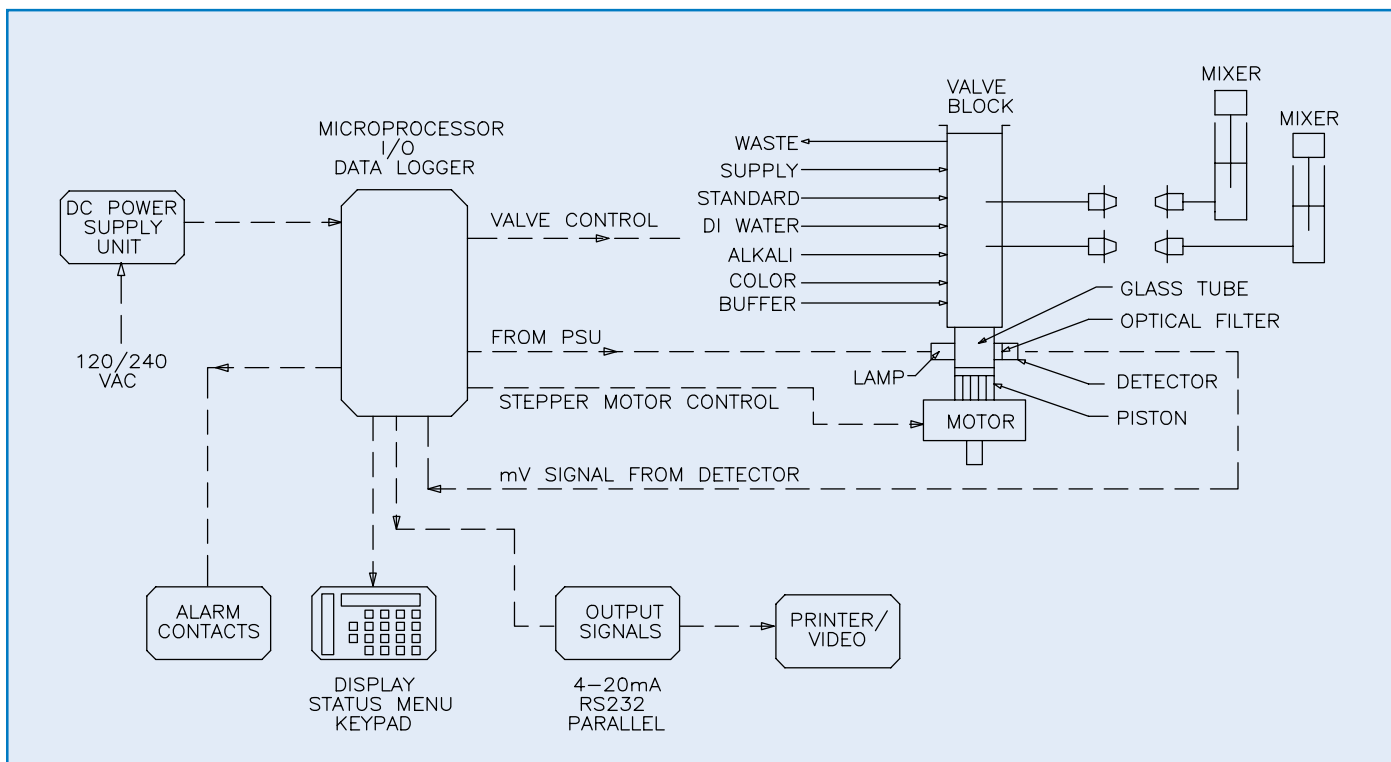 MIXER
VALVE
BLOCK
MIXER
MICROPROCESSOR
I/O
DATA LOGGER
WASTE
SUPPLY
STANDARD
DI WATER
ALKALI
COLOR
BUFFER
DC POWER
SUPPLY
UNIT
VALVE CONTROL
GLASS TUBE
OPTICAL FILTER
FROM PSU
120/240
VAC
LAMP
DETECTOR
STEPPER MOTOR CONTROL
MOTOR
PISTON
mV SIGNAL FROM DETECTOR
ALARM
CONTACTS
OUTPUT
SIGNALS
PRINTER/
VIDEO
DISPLAY
STATUS MENU
KEYPAD
4-20mA
RS232
PARALLEL